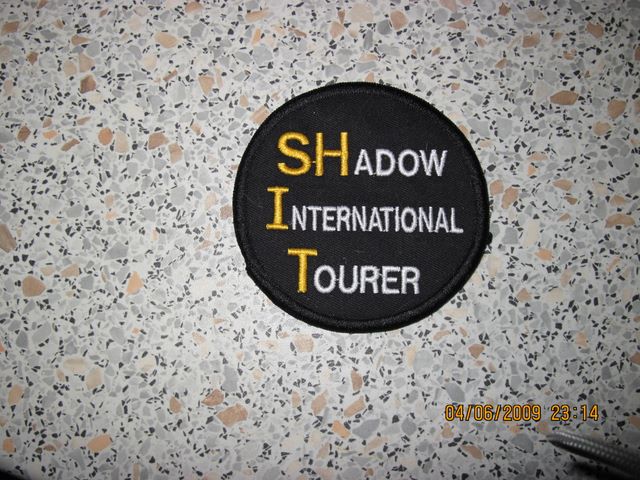 SHADOW
INTERNATIONAL
TOURER
04/06/2009 23:14